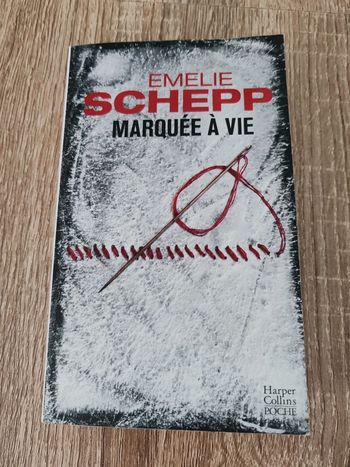 EMELIE
SCHEPP
MARQUÉE À VIE
Harper
Collins
POCHE